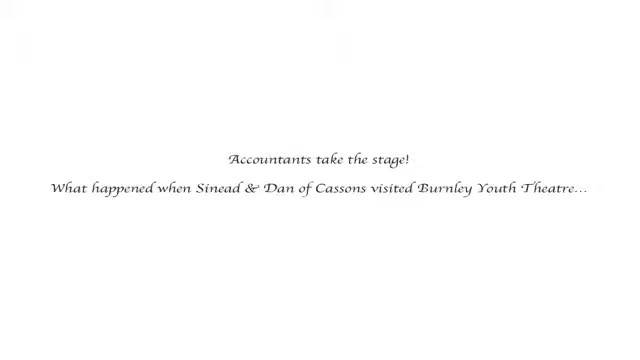 Accountants take the stage!
What happened when Sinead & Dan of Cassons visited Burnley Youth Theatre...